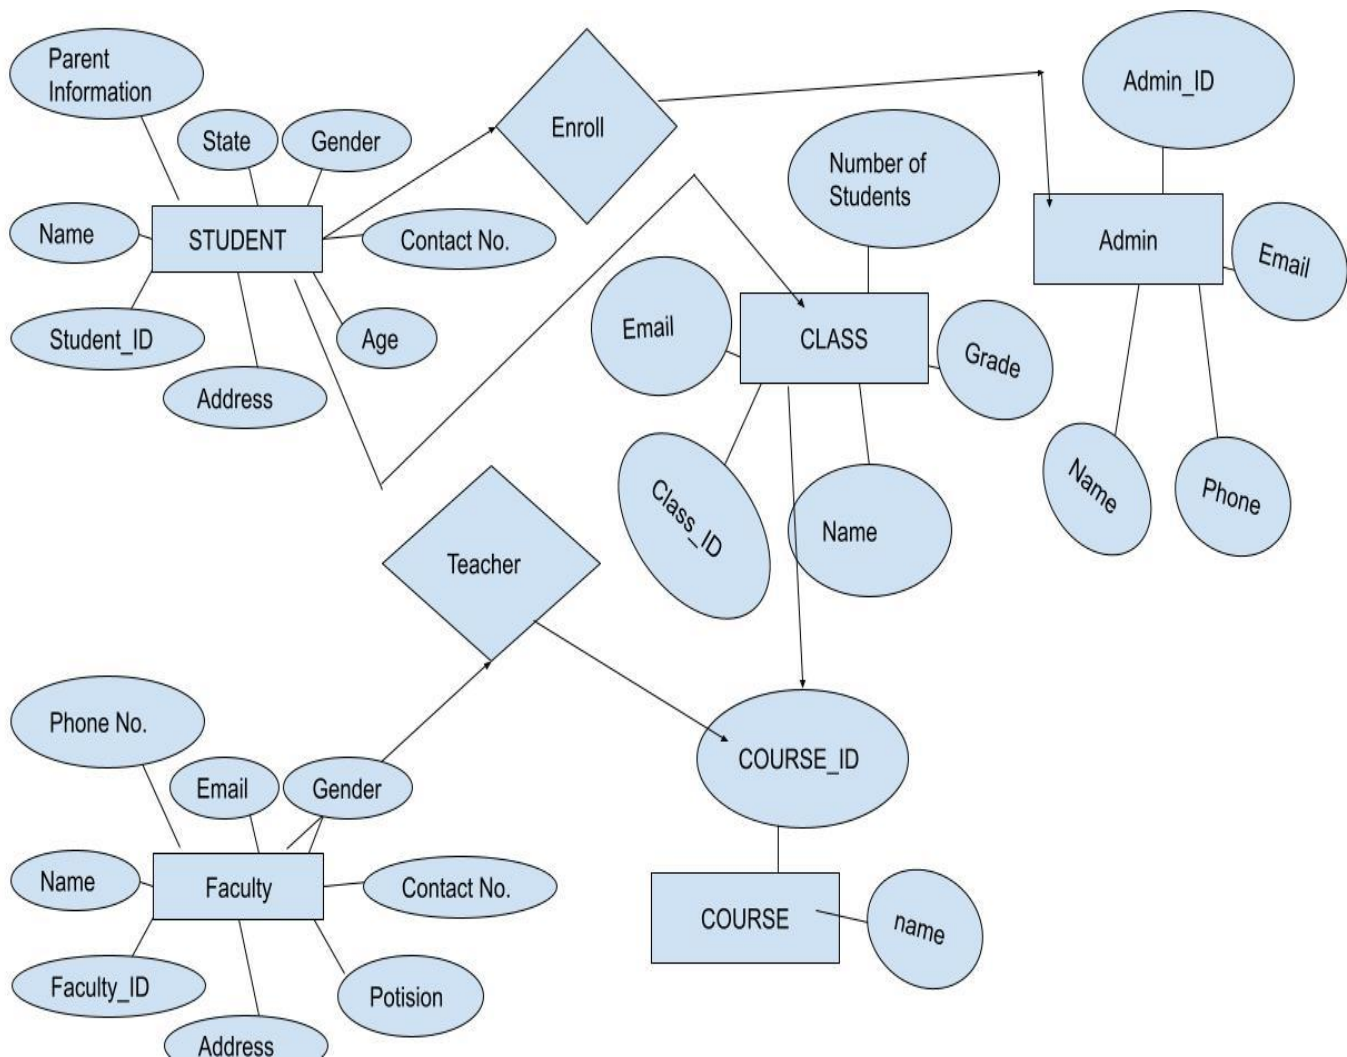 Parent
Information
State
Gender
Name
STUDENT
Contact No.
Student_ID
Age
Address
Enroll
Admin_ID
Number of
Students
Admin
Email
Email
CLASS
Grade
Class_ID
Name
Name
Phone
Teacher
Phone No.
Email
Gender
Name
Faculty
Contact No.
Faculty_ID
Potision
Address
COURSE_ID
COURSE
name